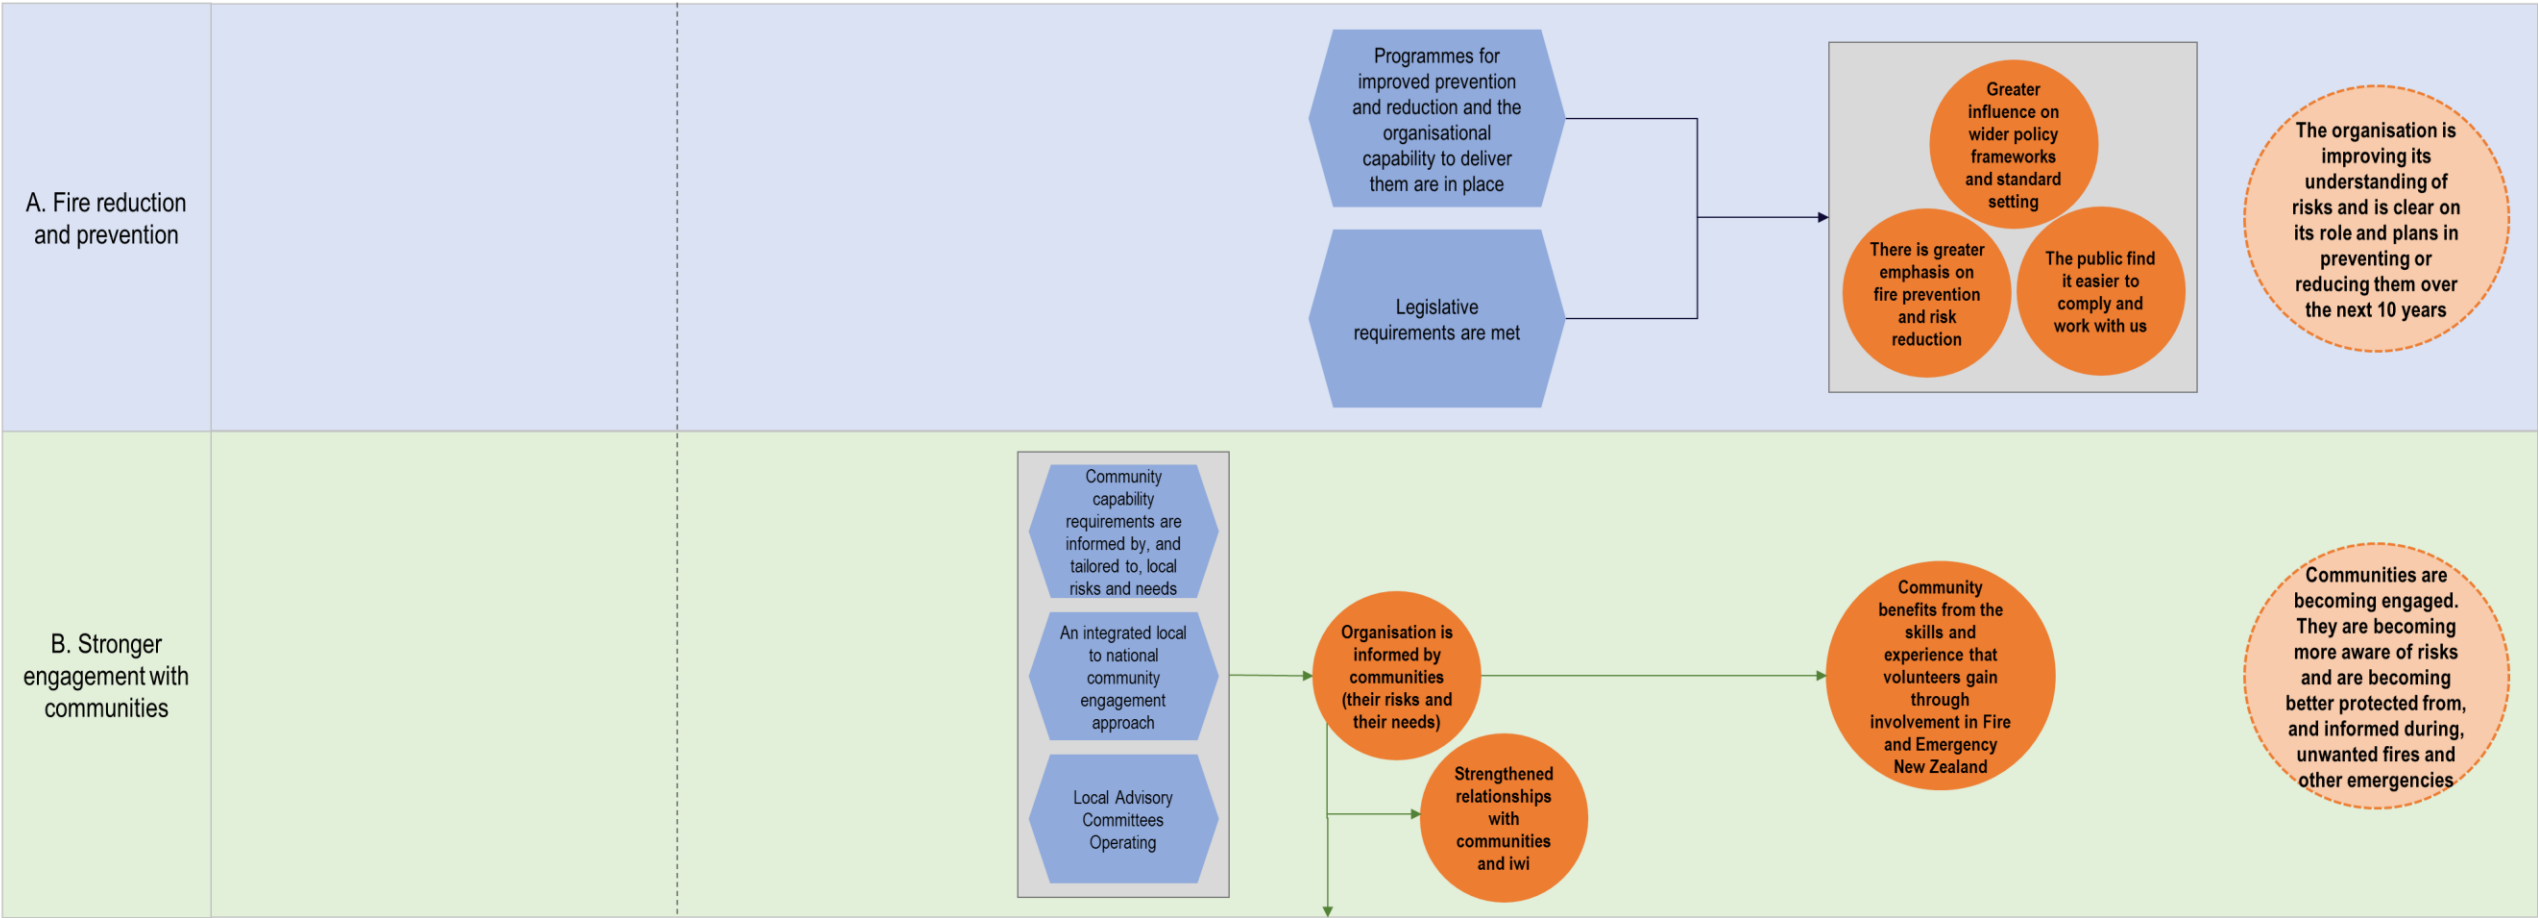 A. Fire reduction
and prevention
Programmes for
improved prevention
and reduction and the
organisational
capability to deliver
them are in place
Legislative
requirements are met
Greater
influence on
wider policy
frameworks
and standard
setting
There is greater
emphasis on
fire prevention
and risk
reduction
The public find
it easier to
comply and
work with us
The organisation is
improving its
understanding of
risks and is clear on
its role and plans in
preventing or
reducing them over
the next 10 years
B. Stronger
engagement with
communities
Community
capability
requirements are
informed by, and
tailored to, local
risks and needs
An integrated local
to national
community
engagement
approach
Local Advisory
Committees
Operating
Organisation is
informed by
communities
(their risks and
their needs)
Strengthened
relationships
with
communities
and iwi
Community
benefits from the
skills and
experience that
volunteers gain
through
involvement in Fire
and Emergency
New Zealand
Communities are
becoming engaged.
They are becoming
more aware of risks
and are becoming
better protected from,
and informed during,
unwanted fires and
other emergencies